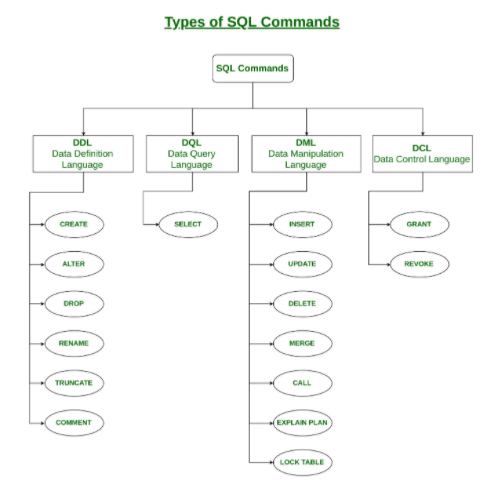 Types of SQL Commands
SQL Commands
DDL
Data Definition
Language
DQL
Data Query
Language
DML
Data Manipulation
Language
DCL
Data Control Language
CREATE
ALTER
DROP
RENAME
TRUNCATE
COMMENT
SELECT
INSERT
UPDATE
DELETE
MERGE
CALL
EXPLAIN PLAN
LOCK TABLE
GRANT
REVOKE